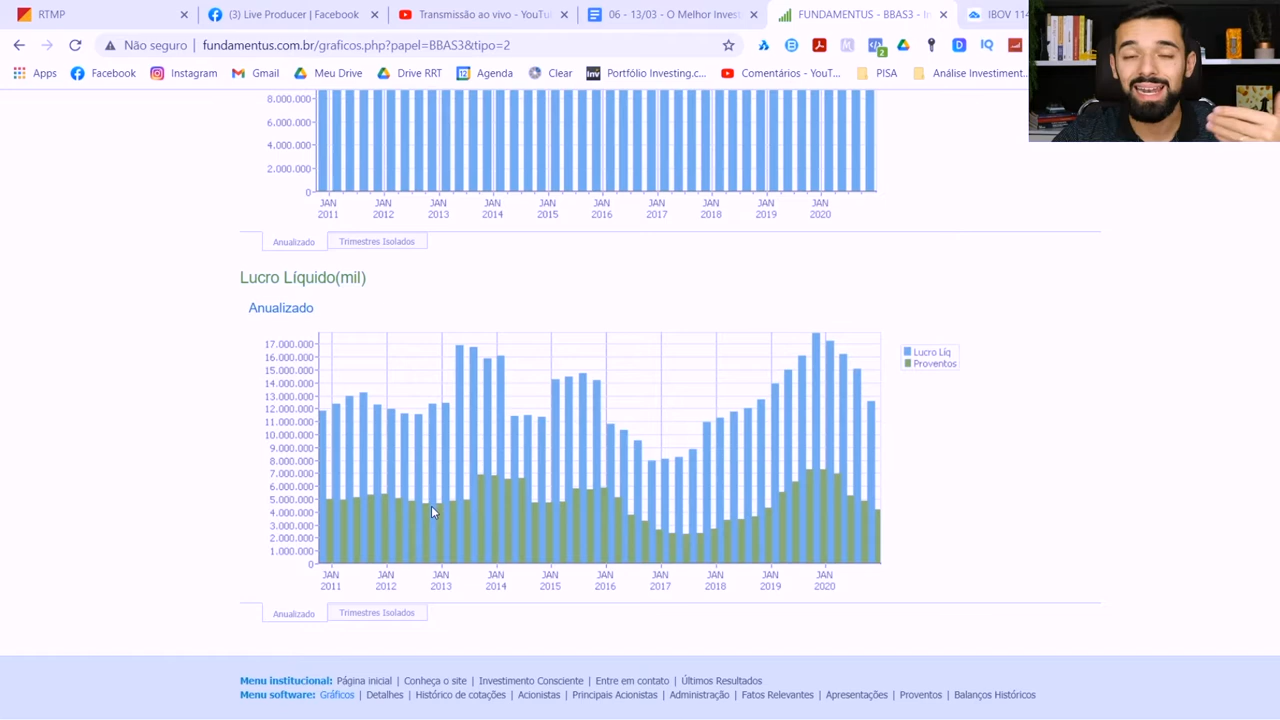 RTMP
(3) Live Producer | Facebook
Transmissão ao vivo - YouTu
06 - 13/03 - O Melhor Invest
FUNDAMENTUS - BBAS3 - In
IBOV 114
Não seguro | fundamentus.com.br/graficos.php?papel=BBAS3&tipo=2
2
Apps
Facebook
Instagram
Gmail
Meu Drive
Drive RRT
12 Agenda
Clear
Inv Portfólio Investing.c...
Comentários - YouT...
PISA
Análise Investiment...
8.000.000
6.000.000
4.000.000
2.000.000
0
JAN JAN JAN JAN JAN JAN JAN JAN JAN JAN
2011 2012 2013 2014 2015 2016 2017 2018 2019 2020
Anualizado Trimestres Isolados
Lucro Líquido(mil)
Anualizado
17.000.000
16.000.000
15.000.000
14.000.000
13.000.000
12.000.000
11.000.000
10.000.000
9.000.000
8.000.000
7.000.000
6.000.000
5.000.000
4.000.000
3.000.000
2.000.000
1.000.000
0
Lucro Líq
Proventos
JAN JAN JAN JAN JAN JAN JAN JAN JAN JAN
2011 2012 2013 2014 2015 2016 2017 2018 2019 2020
Anualizado Trimestres Isolados
Menu institucional: Página inicial | Conheça o site | Investimento Consciente | Entre em contato | Últimos Resultados
Menu software: Gráficos | Detalhes | Histórico de cotações | Acionistas | Principais Acionistas | Administração | Fatos Relevantes | Apresentações | Proventos | Balanços Históricos